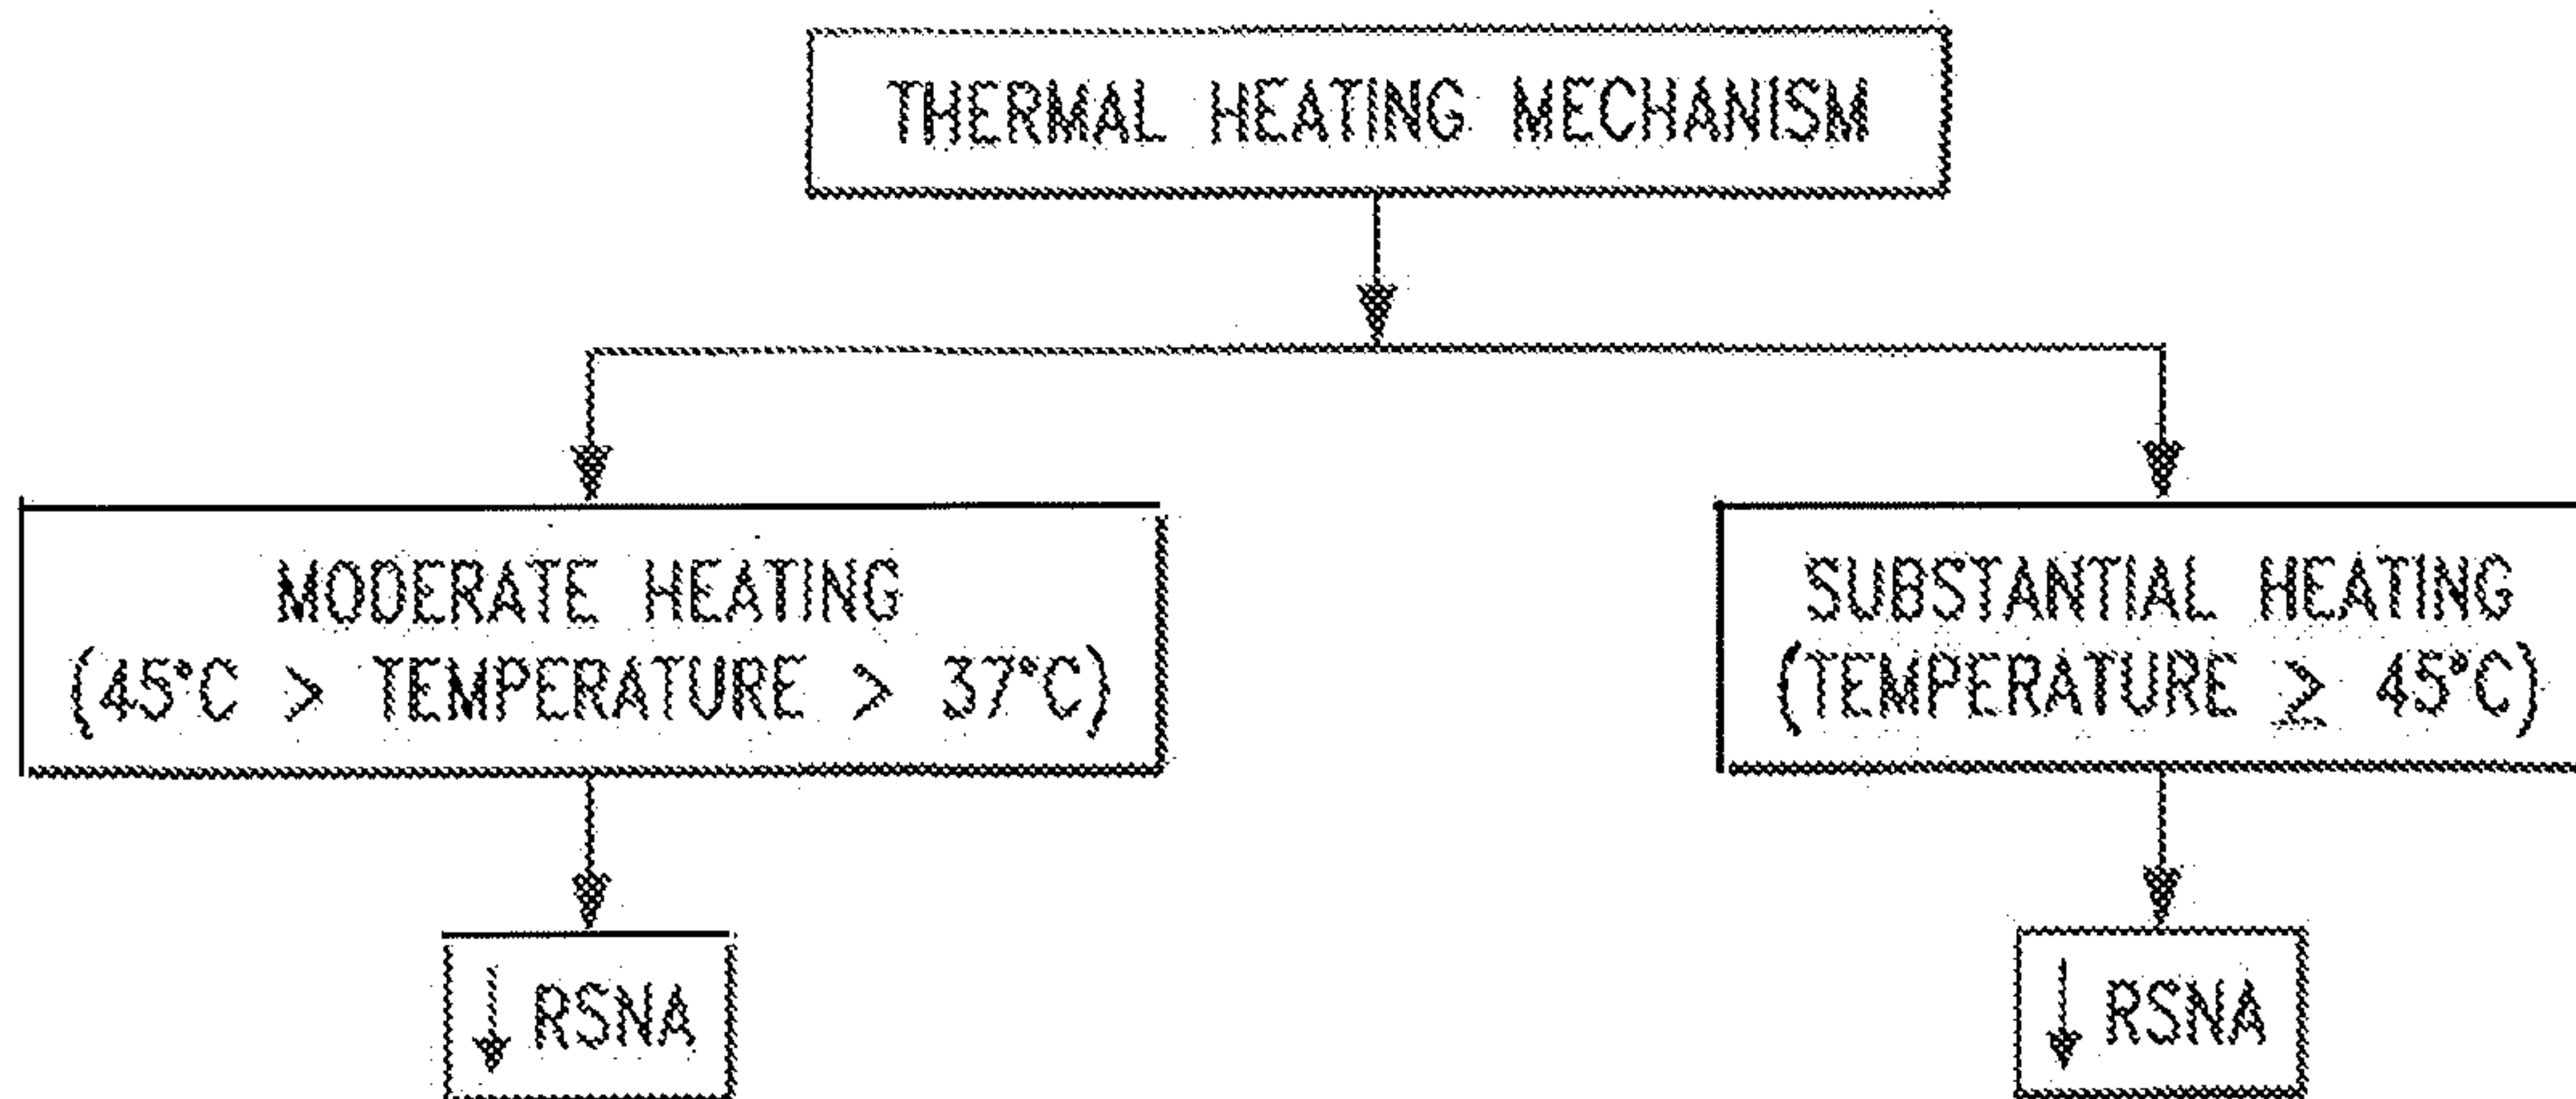 THERMAL HEATING MECHANISM
MODERATE HEATING
(45°C > TEMPERATURE > 37°C)
SUBSTANTIAL HEATING
(TEMPERATURE ≥ 45°C)
↓ RSNA
↓ RSNA